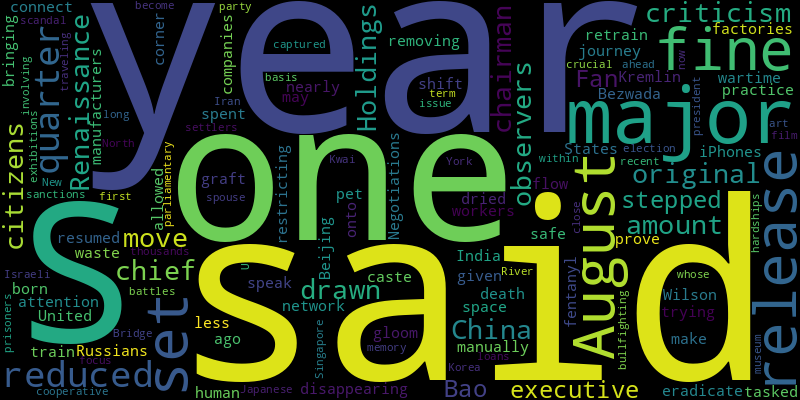 connect
scandal
become
party
criticism
factories
year
corner
companies
captured
removing
Holdings
chairman
retrain
journey
fine
crucial
ahead
now
bringing
involving
traveling
quarter
Renaissance
manufacturers
basis
nearly
may
shift
term
issue
Fan
Kremlin
wartime
Bezwada
practice
president
Iran
spent
settlers
long
major
art
film
citizens
exhibitions
North
one
observers
States
election
iPhones
New
sanctions
first
allowed
parliamentary
restricting
Kwai
York
Negotiations
within
recent
original
graft
spouse
pet
onto
flow
workers
dried
August
stepped
release
S
move
Beijing
safe
amount
close
hardships
resumed
waste
thousands
said
prove
Israeli
born
chief
speak
caste
India
given
River
whose
attention
battles
drawn
death
space
fentanyl
Wilson
United
set
network
less
China
trying
prisoners
Bridge
ago
Singapore
gloom
manually
make
train
Russians
memory
bullfighting
museum
focus
loans
Korea
reduced
human
Japanese
disappearing
Bao
executive
eradicate
tasked
cooperative